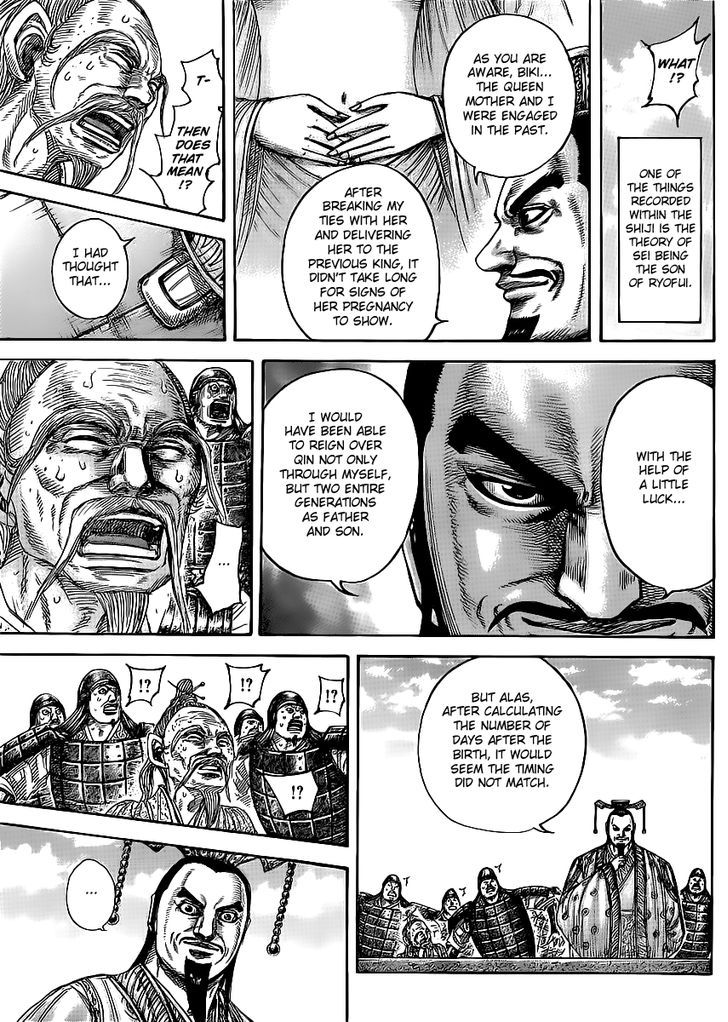 WHAT
!?
ONE OF
THE THINGS
RECORDED
WITHIN THE
SHIJI IS THE
THEORY OF
SEI BEING
THE SON
OF RYOFUI.
AS YOU ARE
AWARE, BIKI...
THE QUEEN
MOTHER AND I
WERE ENGAGED
IN THE PAST.
AFTER
BREAKING MY
TIES WITH HER
AND DELIVERING
HER TO THE
PREVIOUS KING, IT
DIDN'T TAKE LONG
FOR SIGNS OF
HER PREGNANCY
TO SHOW.
T-
THEN DOES
THAT MEAN
!?
I HAD
THOUGHT
THAT...
WITH THE
HELP OF
A LITTLE
LUCK...
I WOULD
HAVE BEEN ABLE
TO REIGN OVER
QIN NOT ONLY
THROUGH MYSELF,
BUT TWO ENTIRE
GENERATIONS
AS FATHER
AND SON.
...
BUT ALAS,
AFTER CALCULATING
THE NUMBER OF
DAYS AFTER THE
BIRTH, IT WOULD
SEEM THE TIMING
DID NOT MATCH.
!?
!?
!?
!?
...